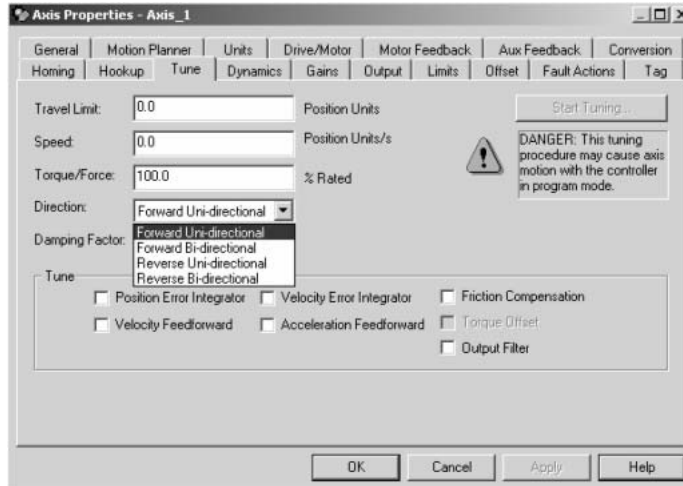 Axis Properties - Axis_1
General Motion Planner Units Drive/Motor Motor Feedback Aux Feedback Conversion
Homing Hookup Tune Dynamics Gains Output Limits Offset Fault Actions Tag
Travel Limit: 0.0 Position Units
Start Tuning...
Speed: 0.0 Position Units/s
DANGER: This tuning
procedure may cause axis
motion with the controller
in program mode.
Torque/Force: 100.0 % Rated
Direction: Forward Uni-directional
Damping Factor:
Forward Uni-directional
Forward Bi-directional
Reverse Uni-directional
Reverse Bi-directional
Tune
Position Error Integrator Velocity Error Integrator Friction Compensation
Velocity Feedforward Acceleration Feedforward Torque Offset
Output Filter
OK Cancel Apply Help